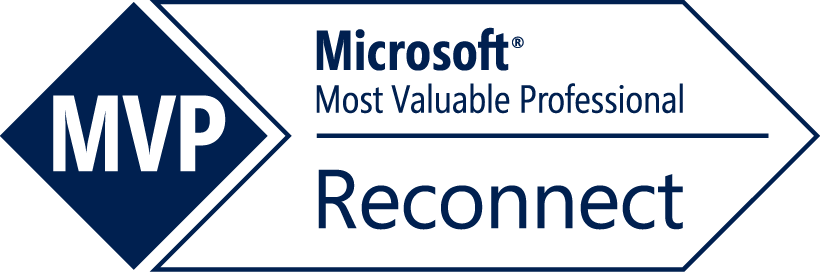 MVP
Microsoft®
Most Valuable Professional
Reconnect